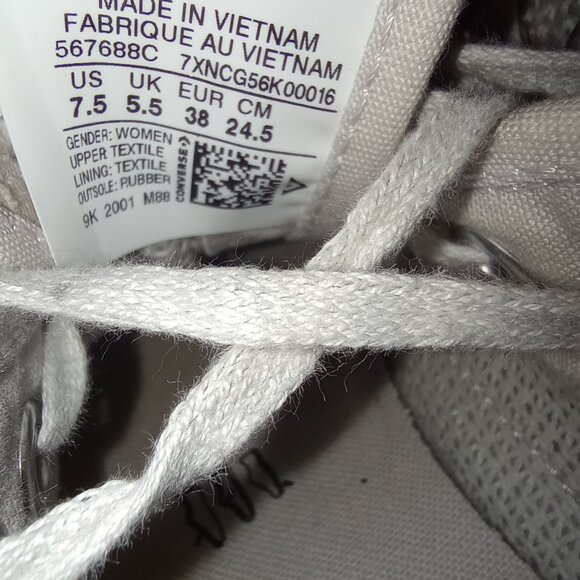 MADE IN VIETNAM
FABRIQUE AU VIETNAM
567688C 7XNCG56K00016
US UK EUR CM
7.5 5.5 38 24.5
GENDER: WOMEN
UPPER TEXTILE
LINING: TEXTILE
OUTSOLE: RUBBER
9K 2001 M88
CONVERSE